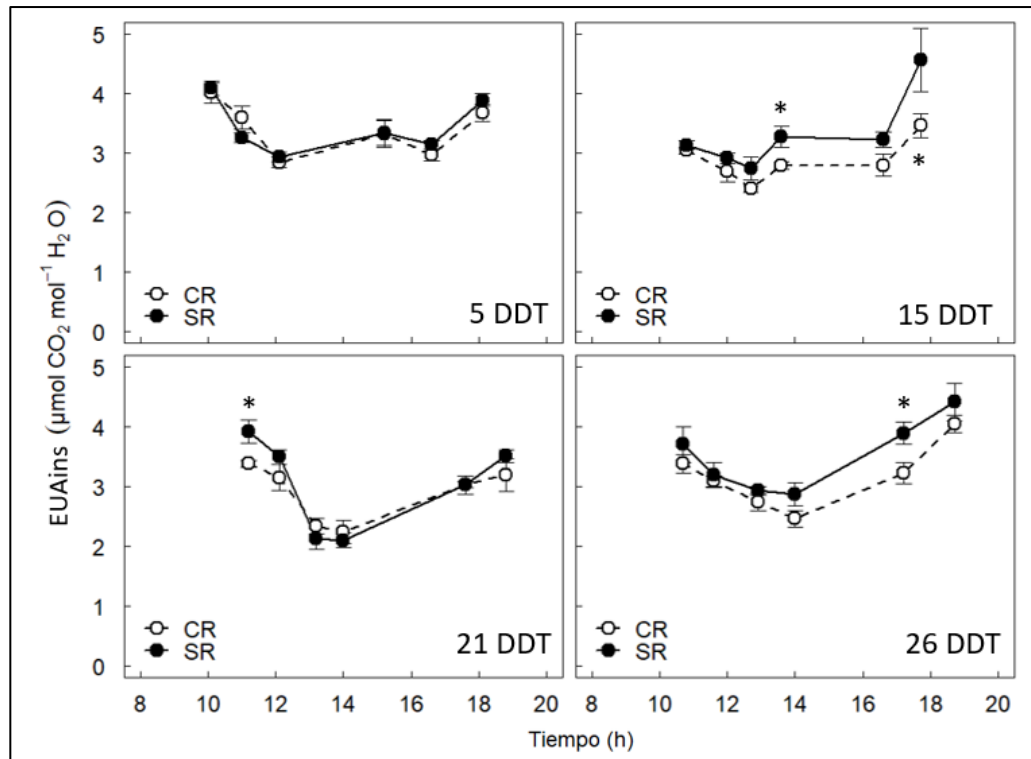 EUAins (μmol CO₂ mol⁻¹ H₂ O)
5
4
3
2
1
0
CR
SR
5 DDT
*
*
CR
SR
15 DDT
5
4
3
2
1
0
*
CR
SR
21 DDT
*
CR
SR
26 DDT
8 10 12 14 16 18 20
8 10 12 14 16 18 20
Tiempo (h)